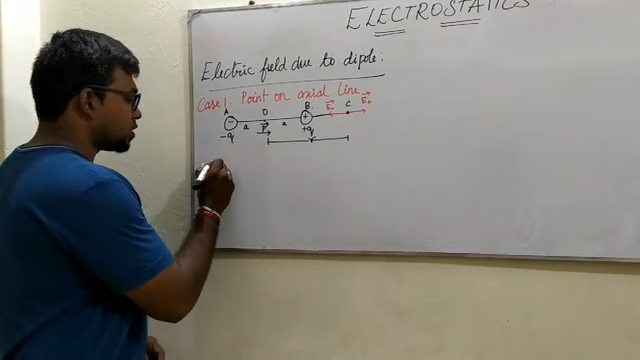 ELECTROSTATICS
Electric field due to dipole:
Case 1: Point on axial line
A O B E₋ C E₊
− a P a +
−q +q r